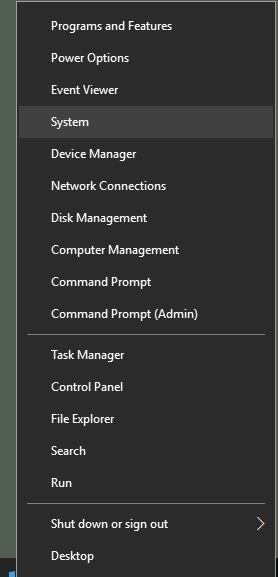 Programs and Features
Power Options
Event Viewer
System
Device Manager
Network Connections
Disk Management
Computer Management
Command Prompt
Command Prompt (Admin)
Task Manager
Control Panel
File Explorer
Search
Run
Shut down or sign out
Desktop